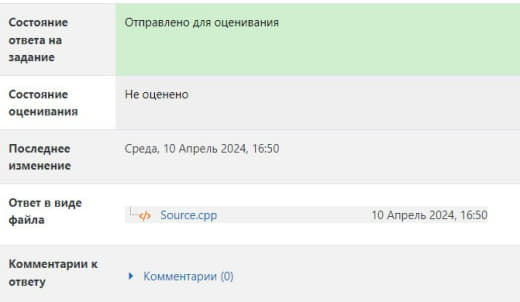 Состояние
ответа на
задание
Отправлено для оценивания
Состояние
оценивания
Не оценено
Последнее
изменение
Среда, 10 Апрель 2024, 16:50
Ответ в виде
файла
Source.cpp 10 Апрель 2024, 16:50
Комментарии к
ответу
Комментарии (0)